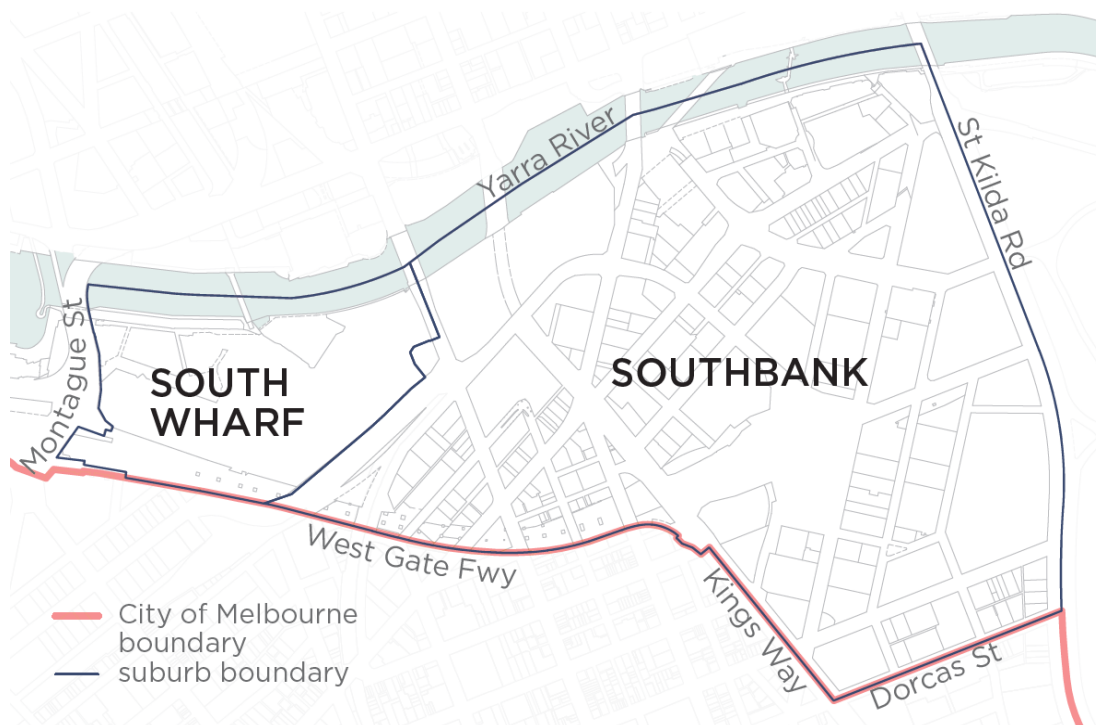 Yarra River
St Kilda Rd
Montague St
SOUTH
WHARF
SOUTHBANK
West Gate Fwy
Kings Way
Dorcas St
City of Melbourne
boundary
suburb boundary